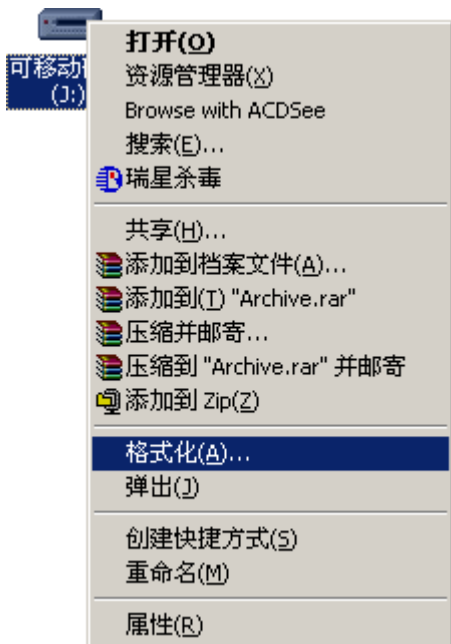 可移动
(J:)
打开(O)
资源管理器(X)
Browse with ACDSee
搜索(E)...
瑞星杀毒
共享(H)...
添加到档案文件(A)...
添加到(T) "Archive.rar"
压缩并邮寄...
压缩到 "Archive.rar" 并邮寄
添加到 Zip(Z)
格式化(A)...
弹出(J)
创建快捷方式(S)
重命名(M)
属性(R)